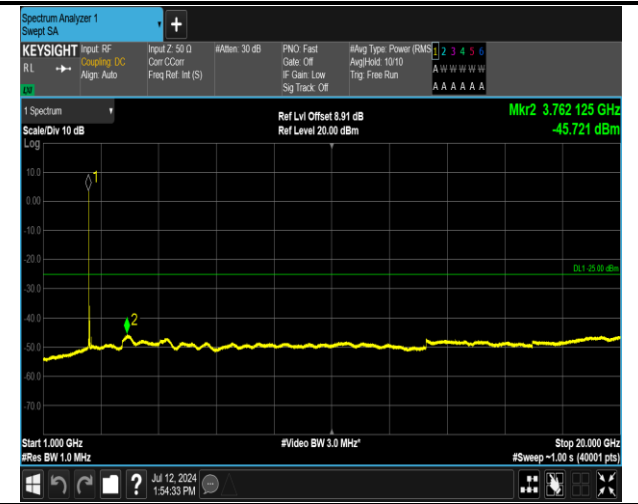 Spectrum Analyzer 1
Swept SA
+
KEYSIGHT
RL
LXI
Input: RF
Coupling: DC
Align: Auto
Input Z: 50 Ω
Corr CCorr
Freq Ref: Int (S)
#Atten: 30 dB
PNO: Fast
Gate: Off
IF Gain: Low
Sig Track: Off
#Avg Type: Power (RMS
Avg|Hold: 10/10
Trig: Free Run
1 2 3 4 5 6
A W W W W W
A A A A A A
1 Spectrum
Scale/Div 10 dB
Log
Ref Lvl Offset 8.91 dB
Ref Level 20.00 dBm
Mkr2 3.762 125 GHz
-45.721 dBm
10.0
0.00
-10.0
-20.0
-30.0
-40.0
-50.0
-60.0
-70.0
1
2
DL1 -25.00 dBm
Start 1.000 GHz
#Res BW 1.0 MHz
#Video BW 3.0 MHz*
Stop 20.000 GHz
#Sweep ~1.00 s (40001 pts)
?
Jul 12, 2024
1:54:33 PM